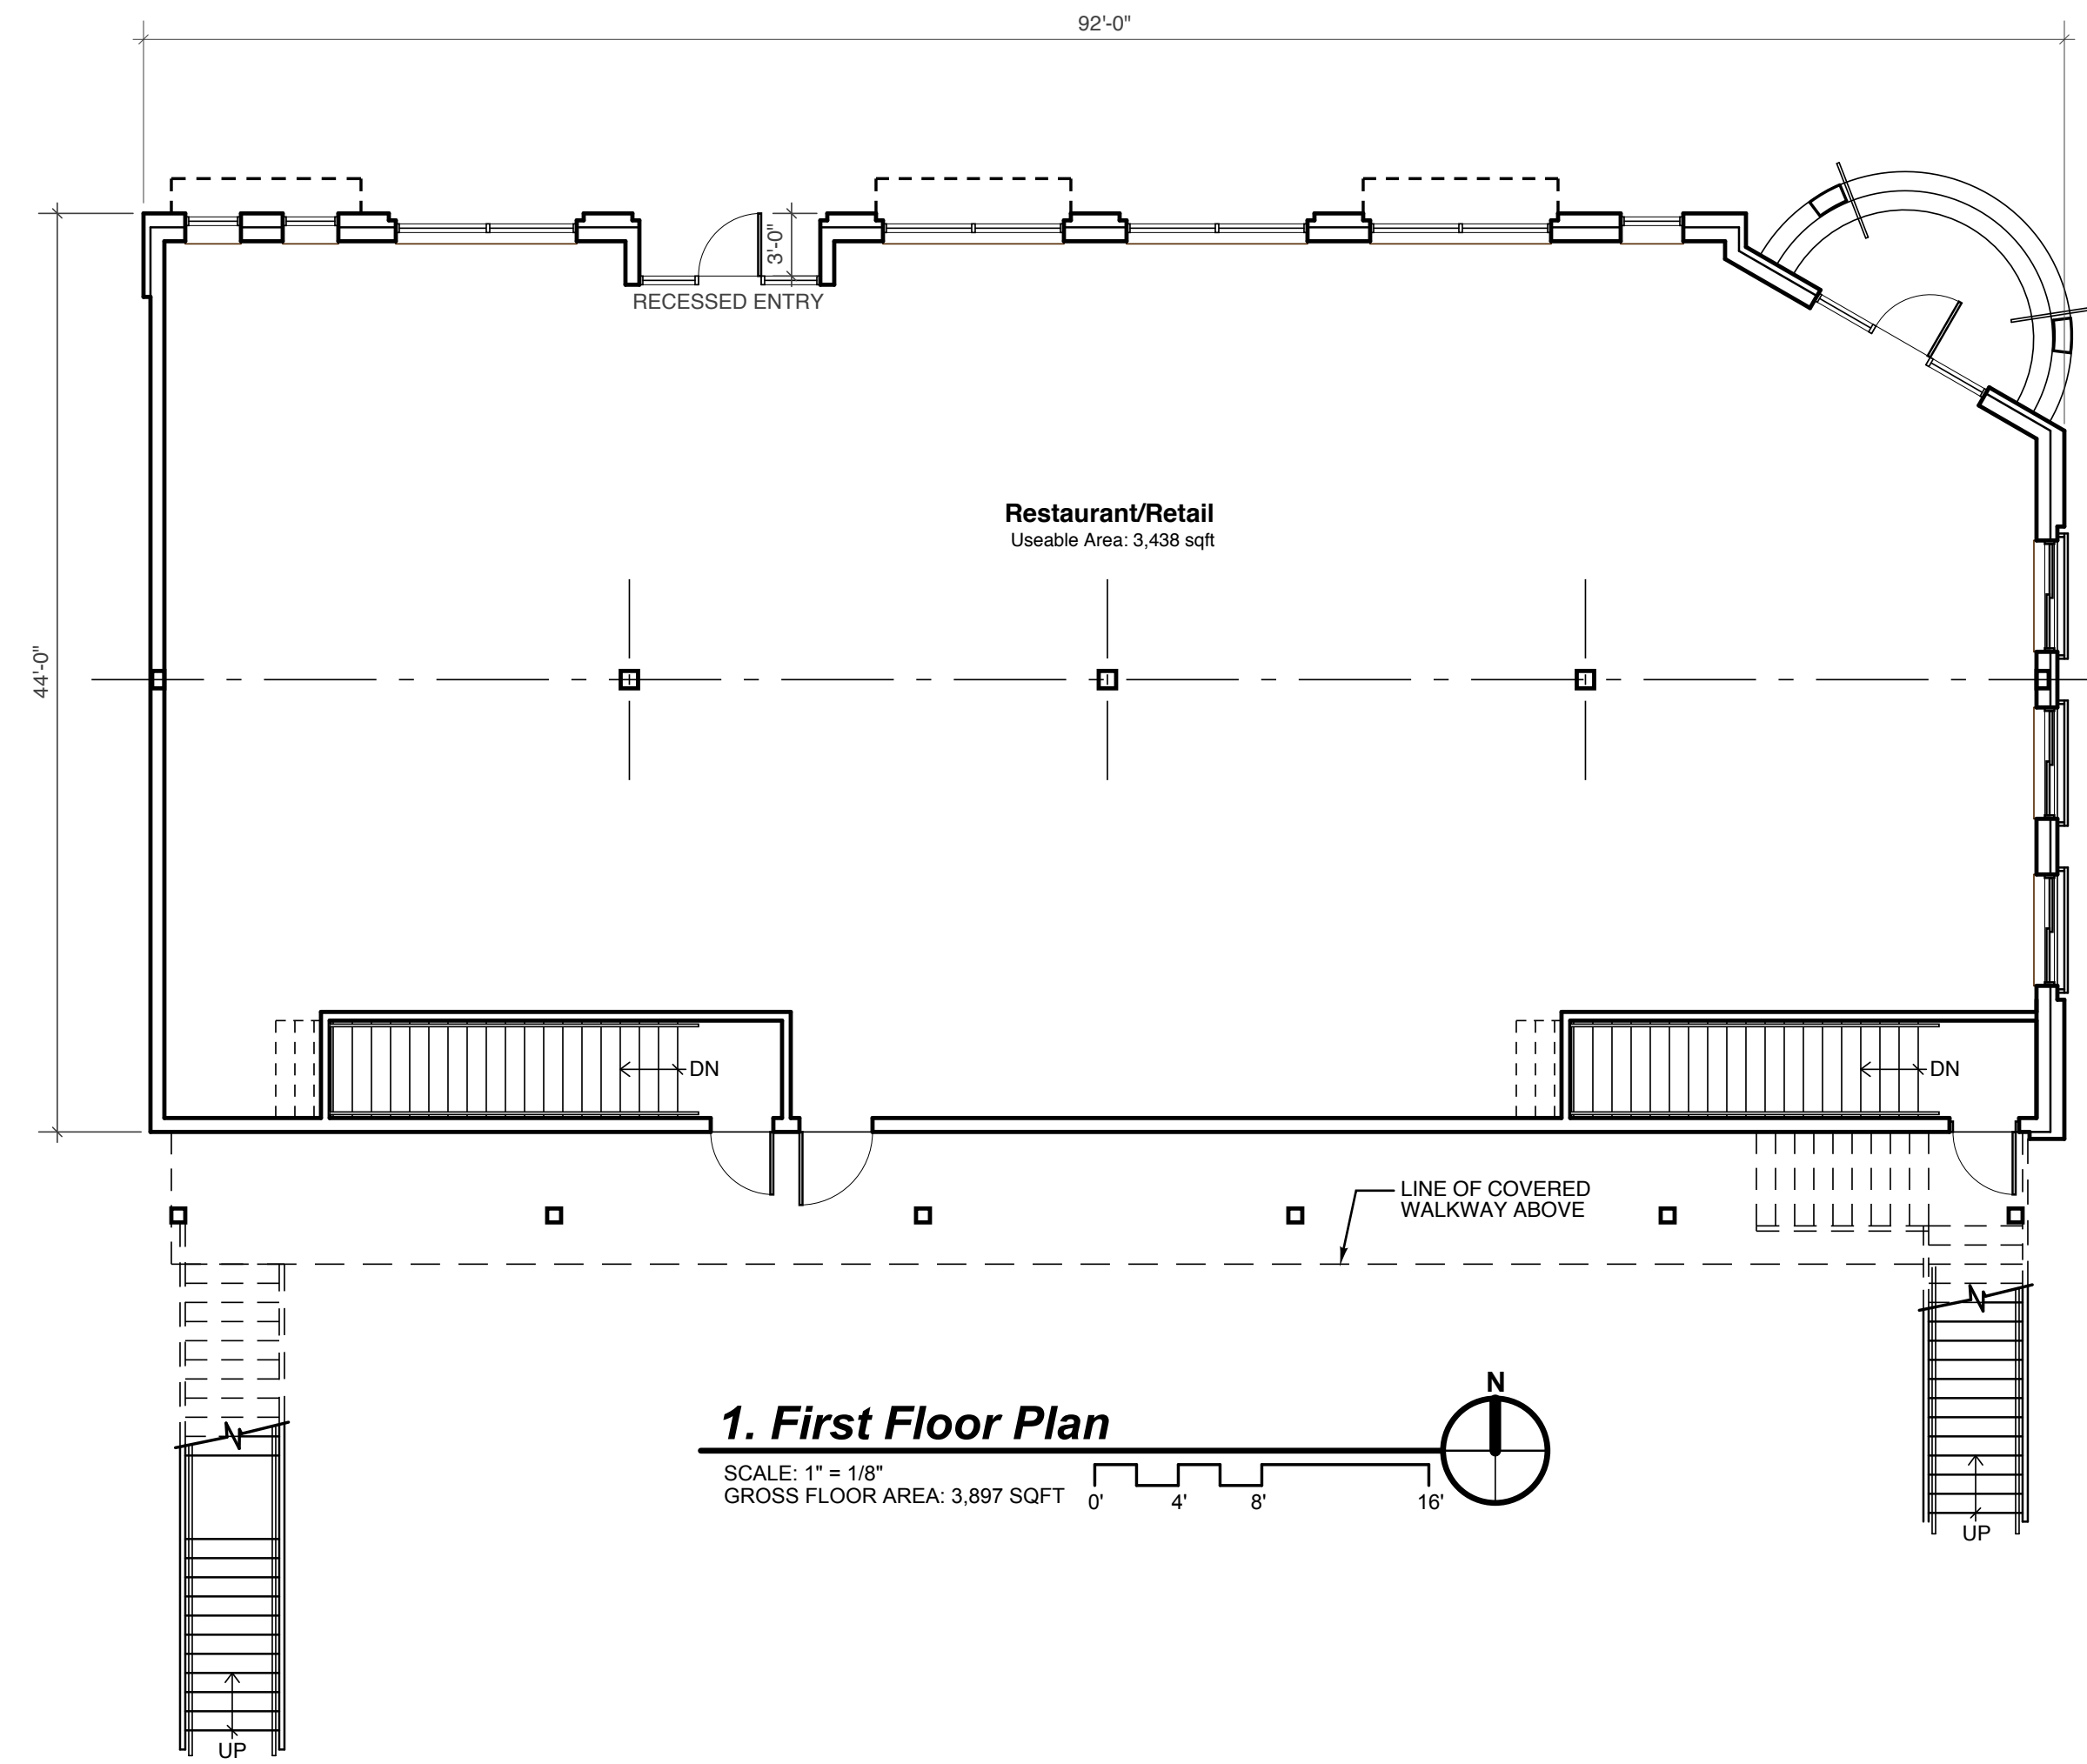 92'-0"
3'-0"
RECESSED ENTRY
Restaurant/Retail
Useable Area: 3,438 sqft
44'-0"
DN
DN
LINE OF COVERED
WALKWAY ABOVE
N
1. First Floor Plan
SCALE: 1" = 1/8"
GROSS FLOOR AREA: 3,897 SQFT
0' 4' 8' 16'
UP
UP